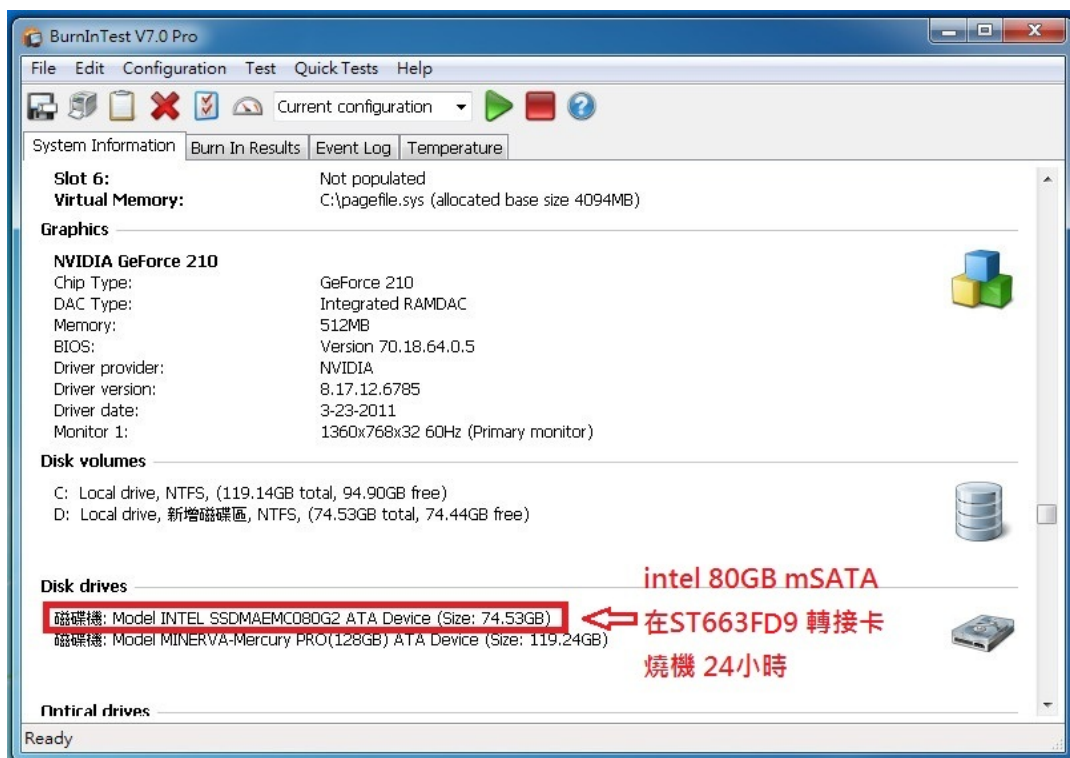 BurnInTest V7.0 Pro
File Edit Configuration Test Quick Tests Help
Current configuration
System Information Burn In Results Event Log Temperature
Slot 6: Not populated
Virtual Memory: C:\pagefile.sys (allocated base size 4094MB)
Graphics
NVIDIA GeForce 210
Chip Type: GeForce 210
DAC Type: Integrated RAMDAC
Memory: 512MB
BIOS: Version 70.18.64.0.5
Driver provider: NVIDIA
Driver version: 8.17.12.6785
Driver date: 3-23-2011
Monitor 1: 1360x768x32 60Hz (Primary monitor)
Disk volumes
C: Local drive, NTFS, (119.14GB total, 94.90GB free)
D: Local drive, 新增磁碟區, NTFS, (74.53GB total, 74.44GB free)
Disk drives
磁碟機: Model INTEL SSDMAEMC080G2 ATA Device (Size: 74.53GB)
磁碟機: Model MINERVA-Mercury PRO(128GB) ATA Device (Size: 119.24GB)
intel 80GB mSATA
在ST663FD9 轉接卡
燒機 24小時
Optical drives
Ready